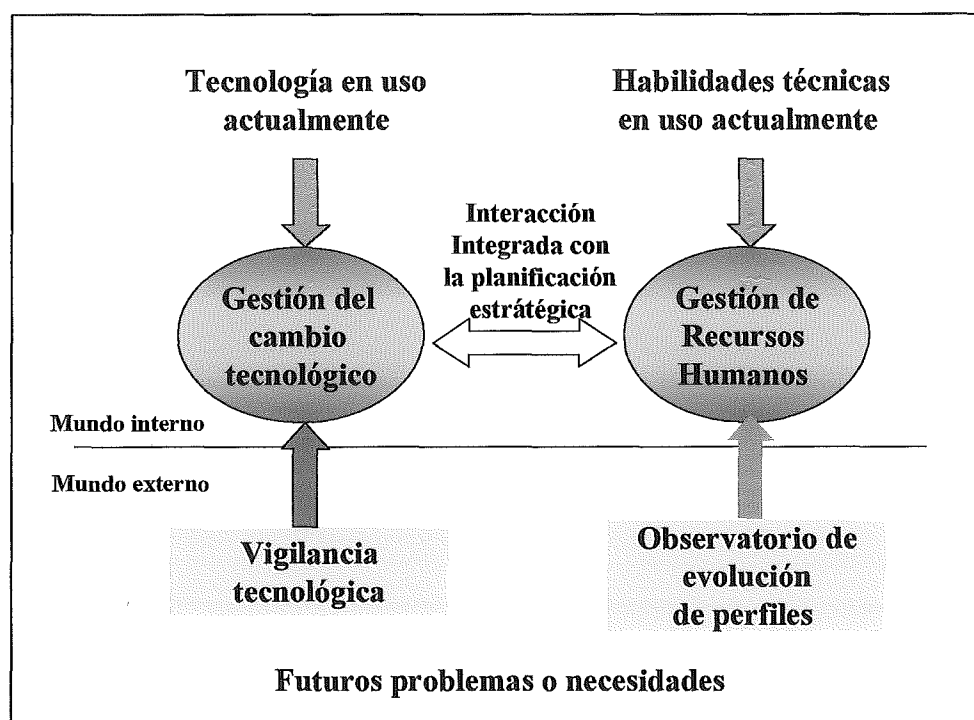 Tecnología en uso
actualmente
Habilidades técnicas
en uso actualmente
Interacción
Integrada con
la planificación
estrátégica
Gestión del
cambio
tecnológico
Gestión de
Recursos
Humanos
Mundo interno
Mundo externo
Vigilancia
tecnológica
Observatorio de
evolución
de perfiles
Futuros problemas o necesidades